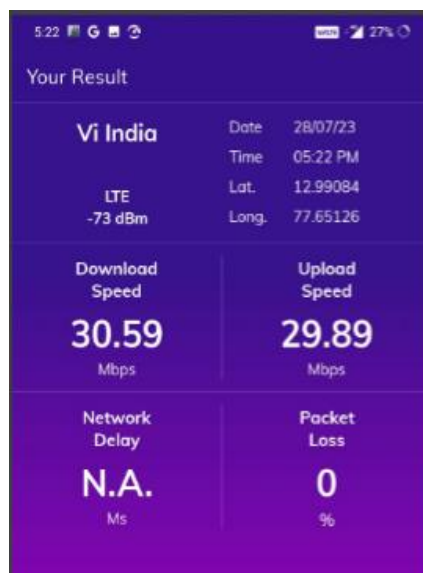 5:22 G
27%
Your Result
Vi India
LTE
-73 dBm
Date 28/07/23
Time 05:22 PM
Lat. 12.99084
Long. 77.65126
Download
Speed
30.59
Mbps
Upload
Speed
29.89
Mbps
Network
Delay
N.A.
Ms
Packet
Loss
0
%